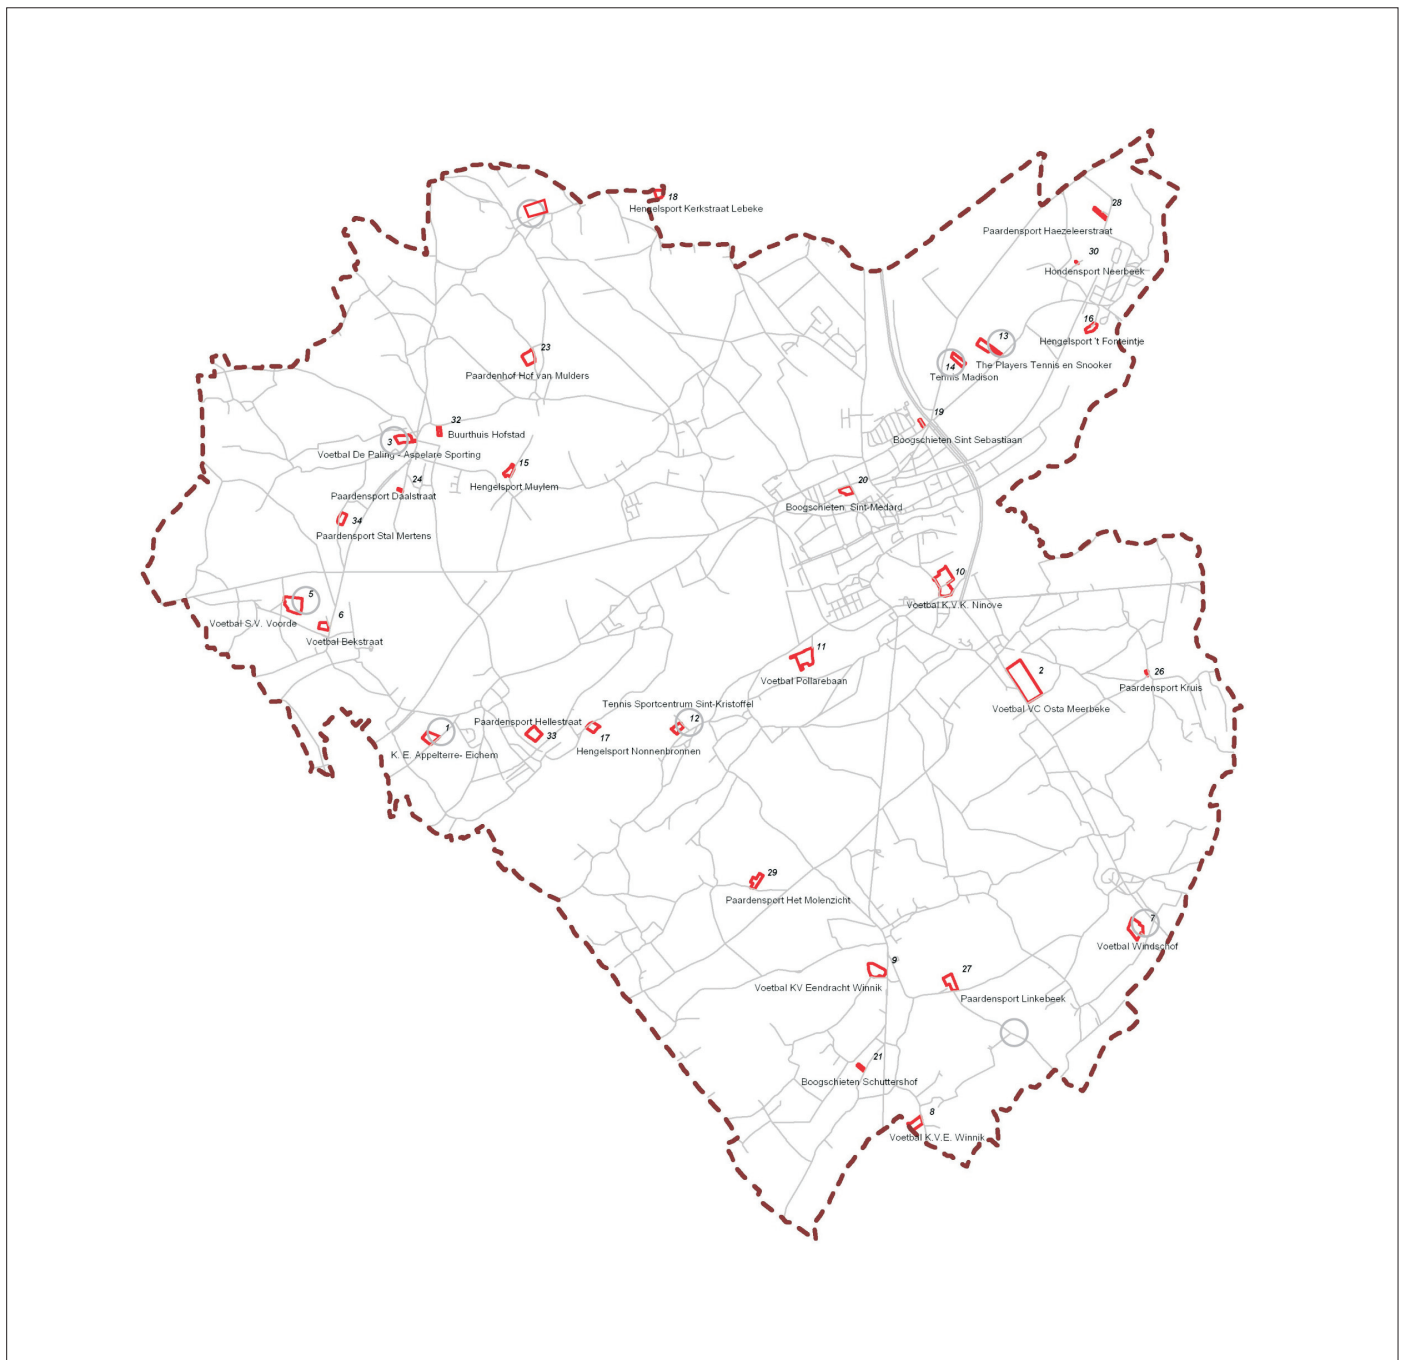 18
Hengelsport Kerkstraat Lebeke
28
Paardensport Haezeleerstraat
30
Hondensport Neerbeek
16
Hengelsport 't Fonteintje
13
The Players Tennis en Snooker
14
Tennis Madison
23
Paardenhof Hof van Mulders
19
Boogschieten Sint Sebastiaan
32
Buurthuis Hofstad
3
Voetbal De Paling - Aspelare Sporting
15
Hengelsport Muylem
24
Paardensport Daalstraat
20
Boogschieten Sint-Medard
34
Paardensport Stal Mertens
10
Voetbal K.V.K. Ninove
5
Voetbal S.V. Voorde
6
Voetbal Bekstraat
11
Voetbal Pollarebaan
2
Voetbal VC Osta Meerbeke
26
Paardensport Kruis
Tennis Sportcentrum Sint-Kristoffel
12
Paardensport Hellestraat
33
17
Hengelsport Nonnenbronnen
1
K. E. Appelterre- Eichem
29
Paardensport Het Molenzicht
7
Voetbal Windschof
9
Voetbal KV Eendracht Winnik
27
Paardensport Linkebeek
21
Boogschieten Schuttershof
8
Voetbal K.V.E. Winnik